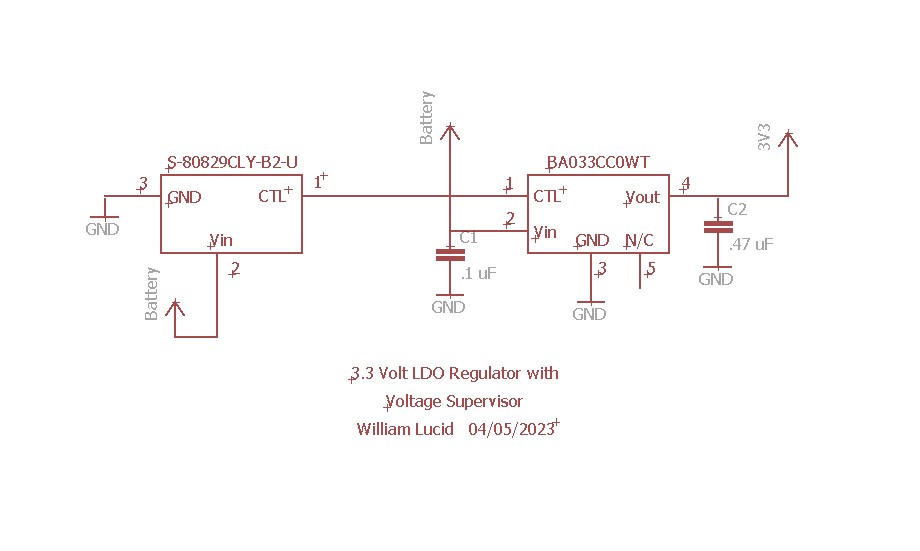 Battery
3V3
S-80829CLY-B2-U
BA033CC0WT
3
GND
CTL
1
1
CTL
Vout
4
GND
Vin
2
2
Vin
C1
.1 uF
GND
N/C
C2
.47 uF
GND
Battery
GND
3
5
GND
3.3 Volt LDO Regulator with
Voltage Supervisor
William Lucid 04/05/2023